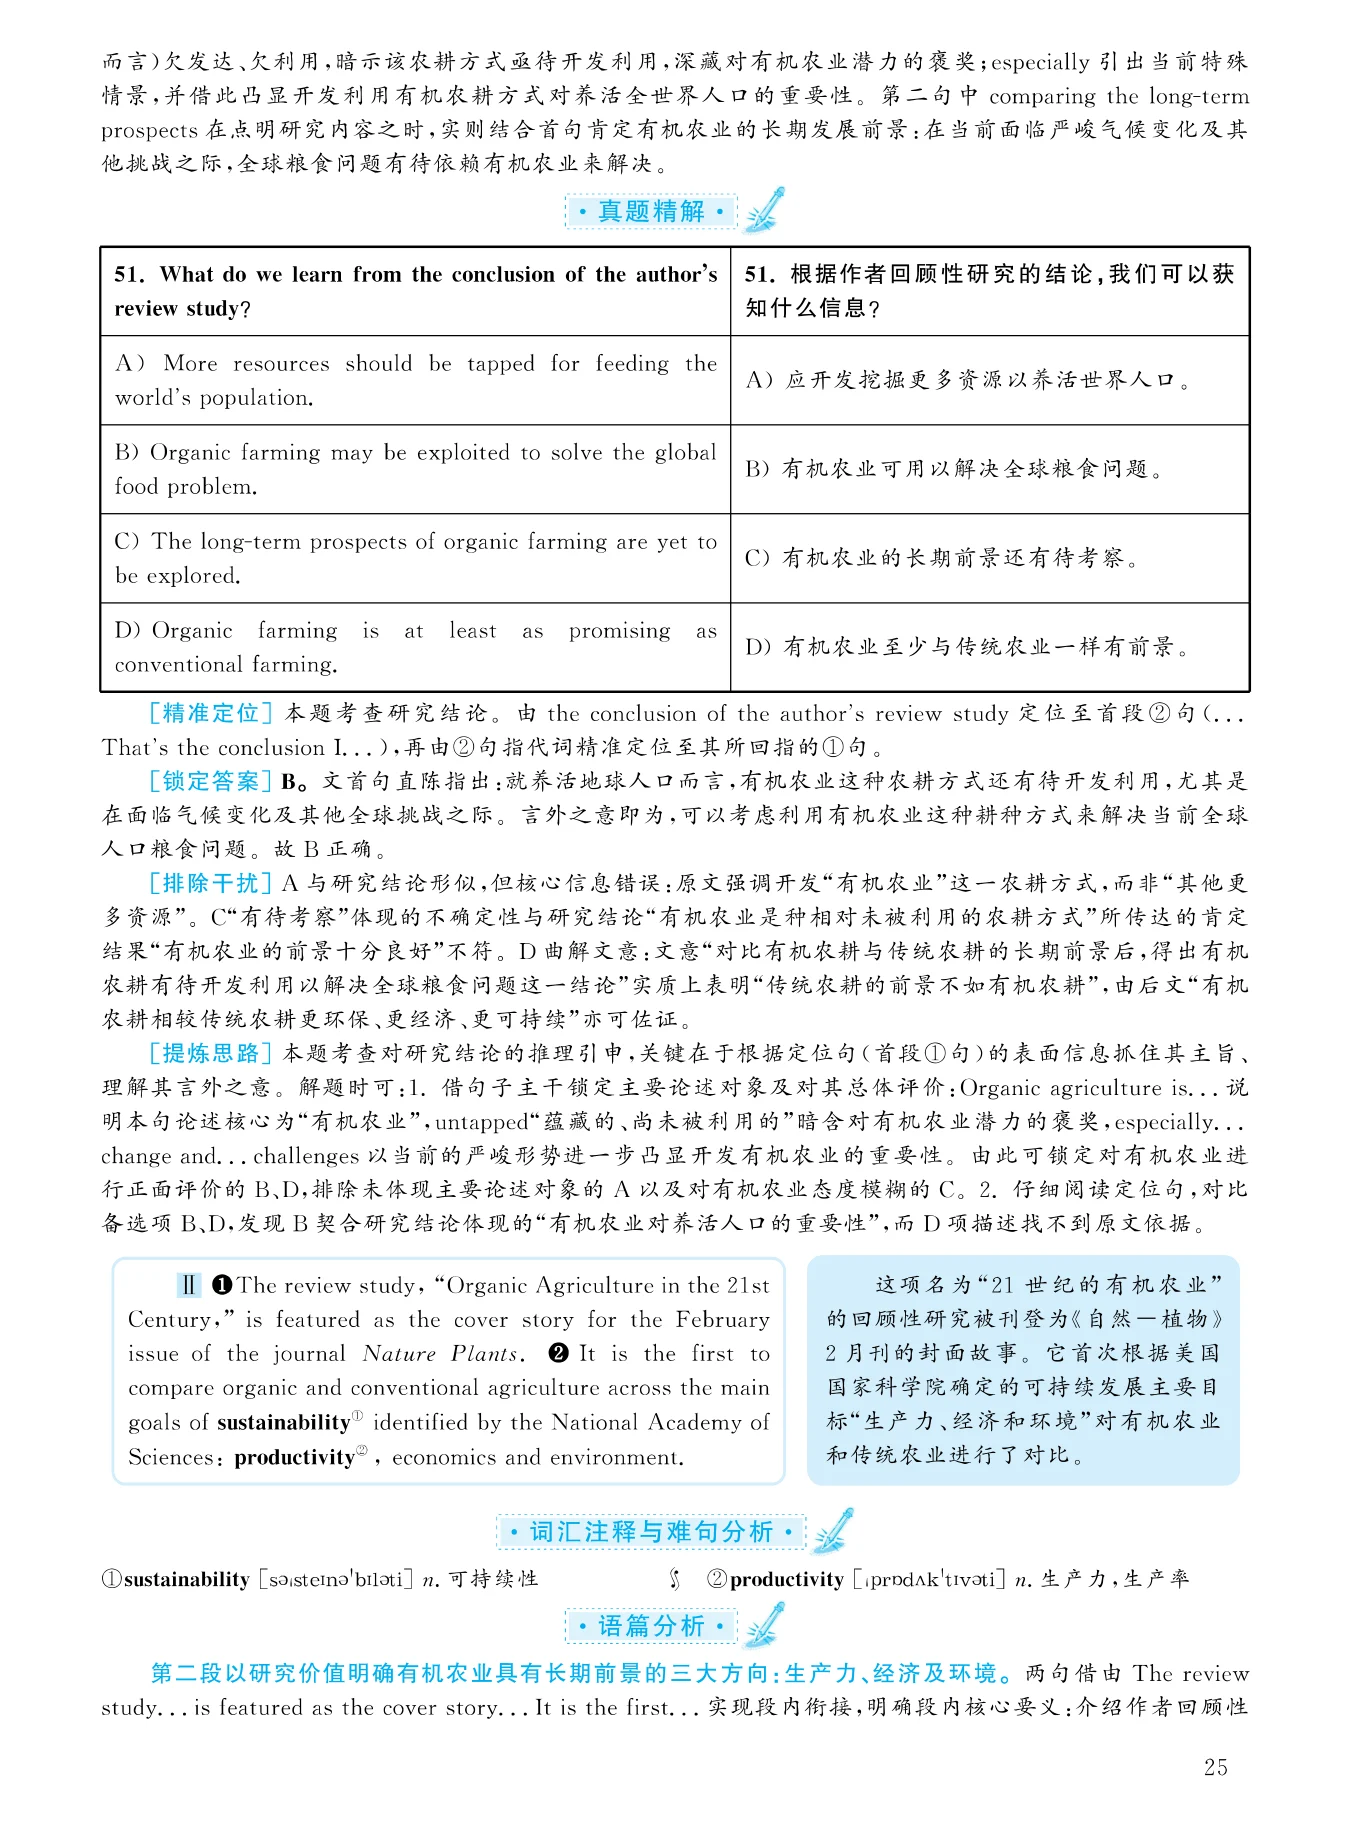 而言)欠发达、欠利用,暗示该农耕方式亟待开发利用,深藏对有机农业潜力的褒奖;especially 引出当前特殊
情景,并借此凸显开发利用有机农耕方式对养活全世界人口的重要性。第二句中 comparing the long-term
prospects 在点明研究内容之时,实则结合首句肯定有机农业的长期发展前景:在当前面临严峻气候变化及其
他挑战之际,全球粮食问题有待依赖有机农业来解决。
·真题精解·
51. What do we learn from the conclusion of the author's
review study?
51. 根据作者回顾性研究的结论,我们可以获
知什么信息?
A) More resources should be tapped for feeding the
world's population.
A) 应开发挖掘更多资源以养活世界人口。
B) Organic farming may be exploited to solve the global
food problem.
B) 有机农业可用以解决全球粮食问题。
C) The long-term prospects of organic farming are yet to
be explored.
C) 有机农业的长期前景还有待考察。
D) Organic farming is at least as promising as
conventional farming.
D) 有机农业至少与传统农业一样有前景。
[精准定位] 本题考查研究结论。由 the conclusion of the author's review study 定位至首段②句(...
That's the conclusion I...),再由②句指代词精准定位至其所回指的①句。
[锁定答案] B。文首句直陈指出:就养活地球人口而言,有机农业这种农耕方式还有待开发利用,尤其是
在面临气候变化及其他全球挑战之际。言外之意即为,可以考虑利用有机农业这种耕种方式来解决当前全球
人口粮食问题。故 B 正确。
[排除干扰] A 与研究结论形似,但核心信息错误:原文强调开发“有机农业”这一农耕方式,而非“其他更
多资源”。C“有待考察”体现的不确定性与研究结论“有机农业是种相对未被利用的农耕方式”所传达的肯定
结果“有机农业的前景十分良好”不符。D 曲解文意:文意“对比有机农耕与传统农耕的长期前景后,得出有机
农耕有待开发利用以解决全球粮食问题这一结论”实质上表明“传统农耕的前景不如有机农耕”,由后文“有机
农耕相较传统农耕更环保、更经济、更可持续”亦可佐证。
[提炼思路] 本题考查对研究结论的推理引申,关键在于根据定位句(首段①句)的表面信息抓住其主旨、
理解其言外之意。解题时可:1. 借句子主干锁定主要论述对象及对其总体评价:Organic agriculture is... 说
明本句论述核心为“有机农业”,untapped“蕴藏的、尚未被利用的”暗含对有机农业潜力的褒奖,especially...
change and... challenges 以当前的严峻形势进一步凸显开发有机农业的重要性。由此可锁定对有机农业进
行正面评价的 B、D,排除未体现主要论述对象的 A 以及对有机农业态度模糊的 C。2. 仔细阅读定位句,对比
备选项 B、D,发现 B 契合研究结论体现的“有机农业对养活人口的重要性”,而 D 项描述找不到原文依据。
Ⅱ ❶The review study, “Organic Agriculture in the 21st
Century,” is featured as the cover story for the February
issue of the journal Nature Plants. ❷ It is the first to
compare organic and conventional agriculture across the main
goals of sustainability① identified by the National Academy of
Sciences: productivity②, economics and environment.
这项名为“21 世纪的有机农业”
的回顾性研究被刊登为《自然－植物》
2 月刊的封面故事。它首次根据美国
国家科学院确定的可持续发展主要目
标“生产力、经济和环境”对有机农业
和传统农业进行了对比。
·词汇注释与难句分析·
①sustainability [səˌsteɪnəˈbɪləti] n. 可持续性
②productivity [ˌprɒdʌkˈtɪvəti] n. 生产力,生产率
·语篇分析·
第二段以研究价值明确有机农业具有长期前景的三大方向:生产力、经济及环境。两句借由 The review
study... is featured as the cover story... It is the first... 实现段内衔接,明确段内核心要义:介绍作者回顾性
25